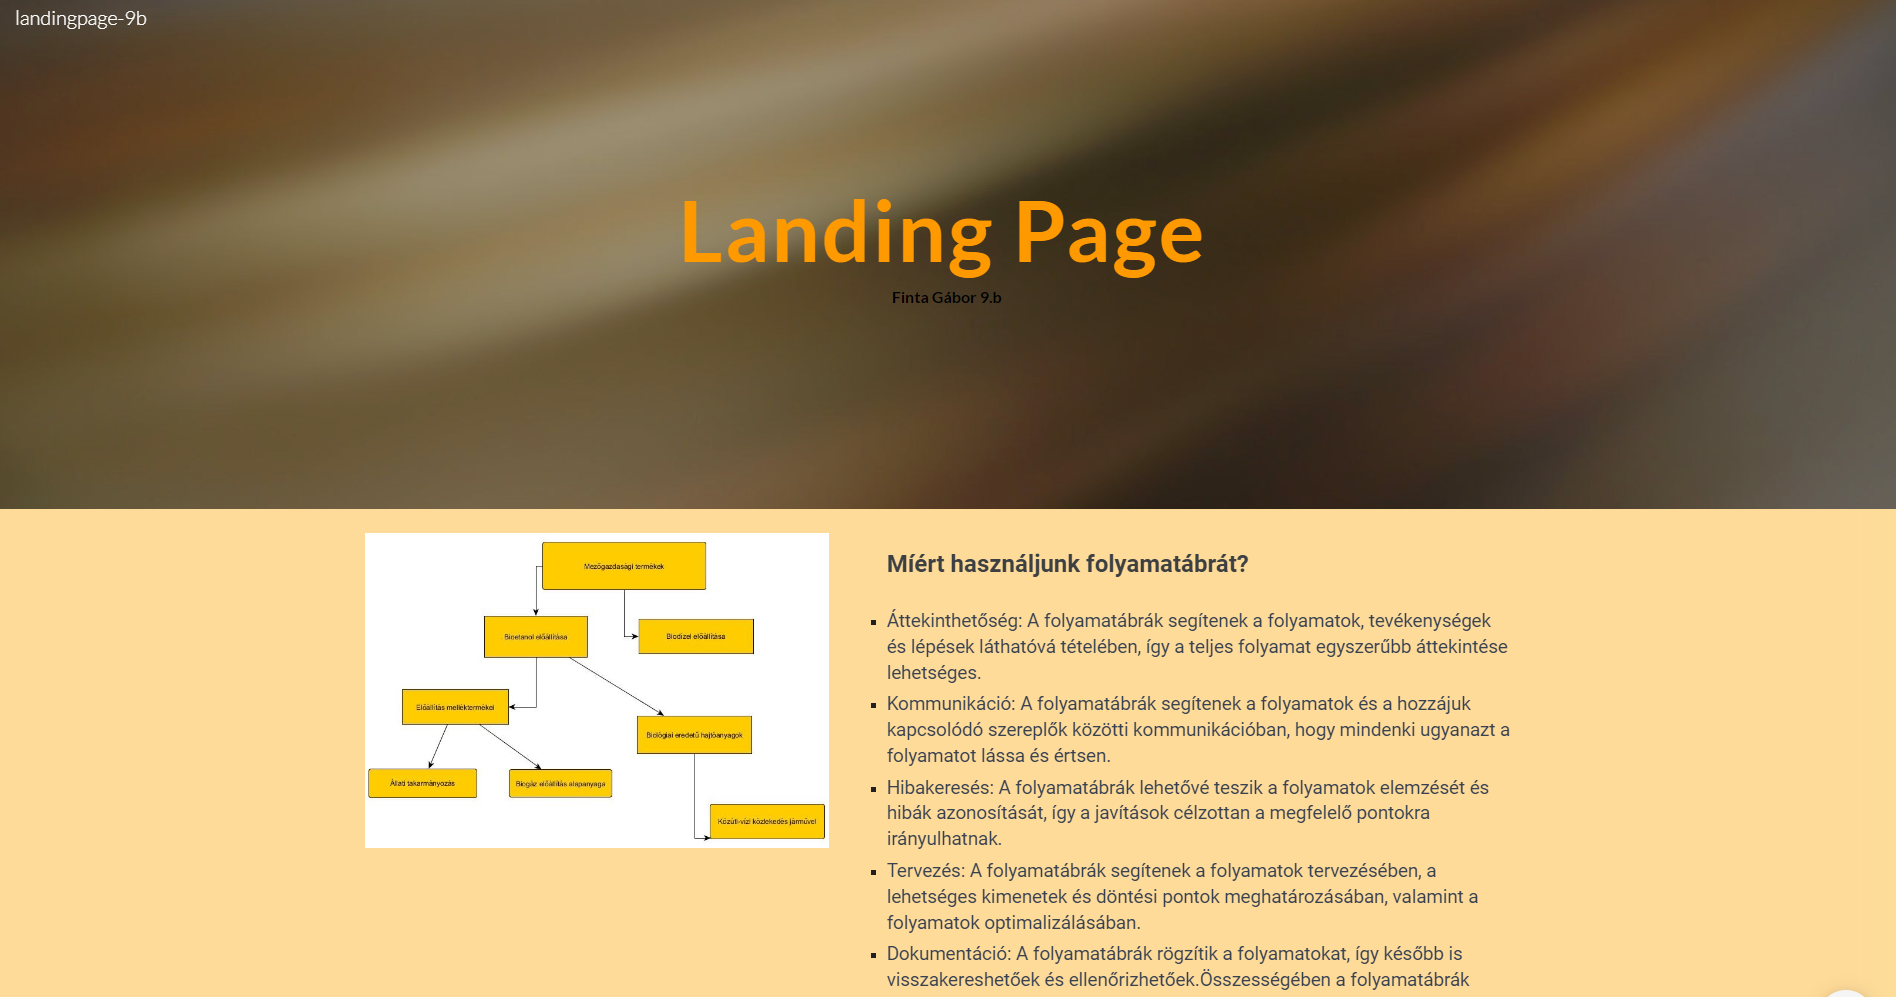 landingpage-9b
Landing Page
Finta Gábor 9.b
Mezőgazdasági termékek
Bioetanol előállítása
Biodízel előállítása
Előállítás melléktermékei
Biológiai eredetű hajtóanyagok
Állati takarmányozás
Biogáz előállítás alapanyaga
Közúti-vízi közlekedés járművei
Míért használjunk folyamatábrát?
Áttekinthetőség: A folyamatábrák segítenek a folyamatok, tevékenységek
és lépések láthatóvá tételében, így a teljes folyamat egyszerűbb áttekintése
lehetséges.
Kommunikáció: A folyamatábrák segítenek a folyamatok és a hozzájuk
kapcsolódó szereplők közötti kommunikációban, hogy mindenki ugyanazt a
folyamatot lássa és értsen.
Hibakeresés: A folyamatábrák lehetővé teszik a folyamatok elemzését és
hibák azonosítását, így a javítások célzottan a megfelelő pontokra
irányulhatnak.
Tervezés: A folyamatábrák segítenek a folyamatok tervezésében, a
lehetséges kimenetek és döntési pontok meghatározásában, valamint a
folyamatok optimalizálásában.
Dokumentáció: A folyamatábrák rögzítik a folyamatokat, így később is
visszakereshetőek és ellenőrizhetőek.Összességében a folyamatábrák